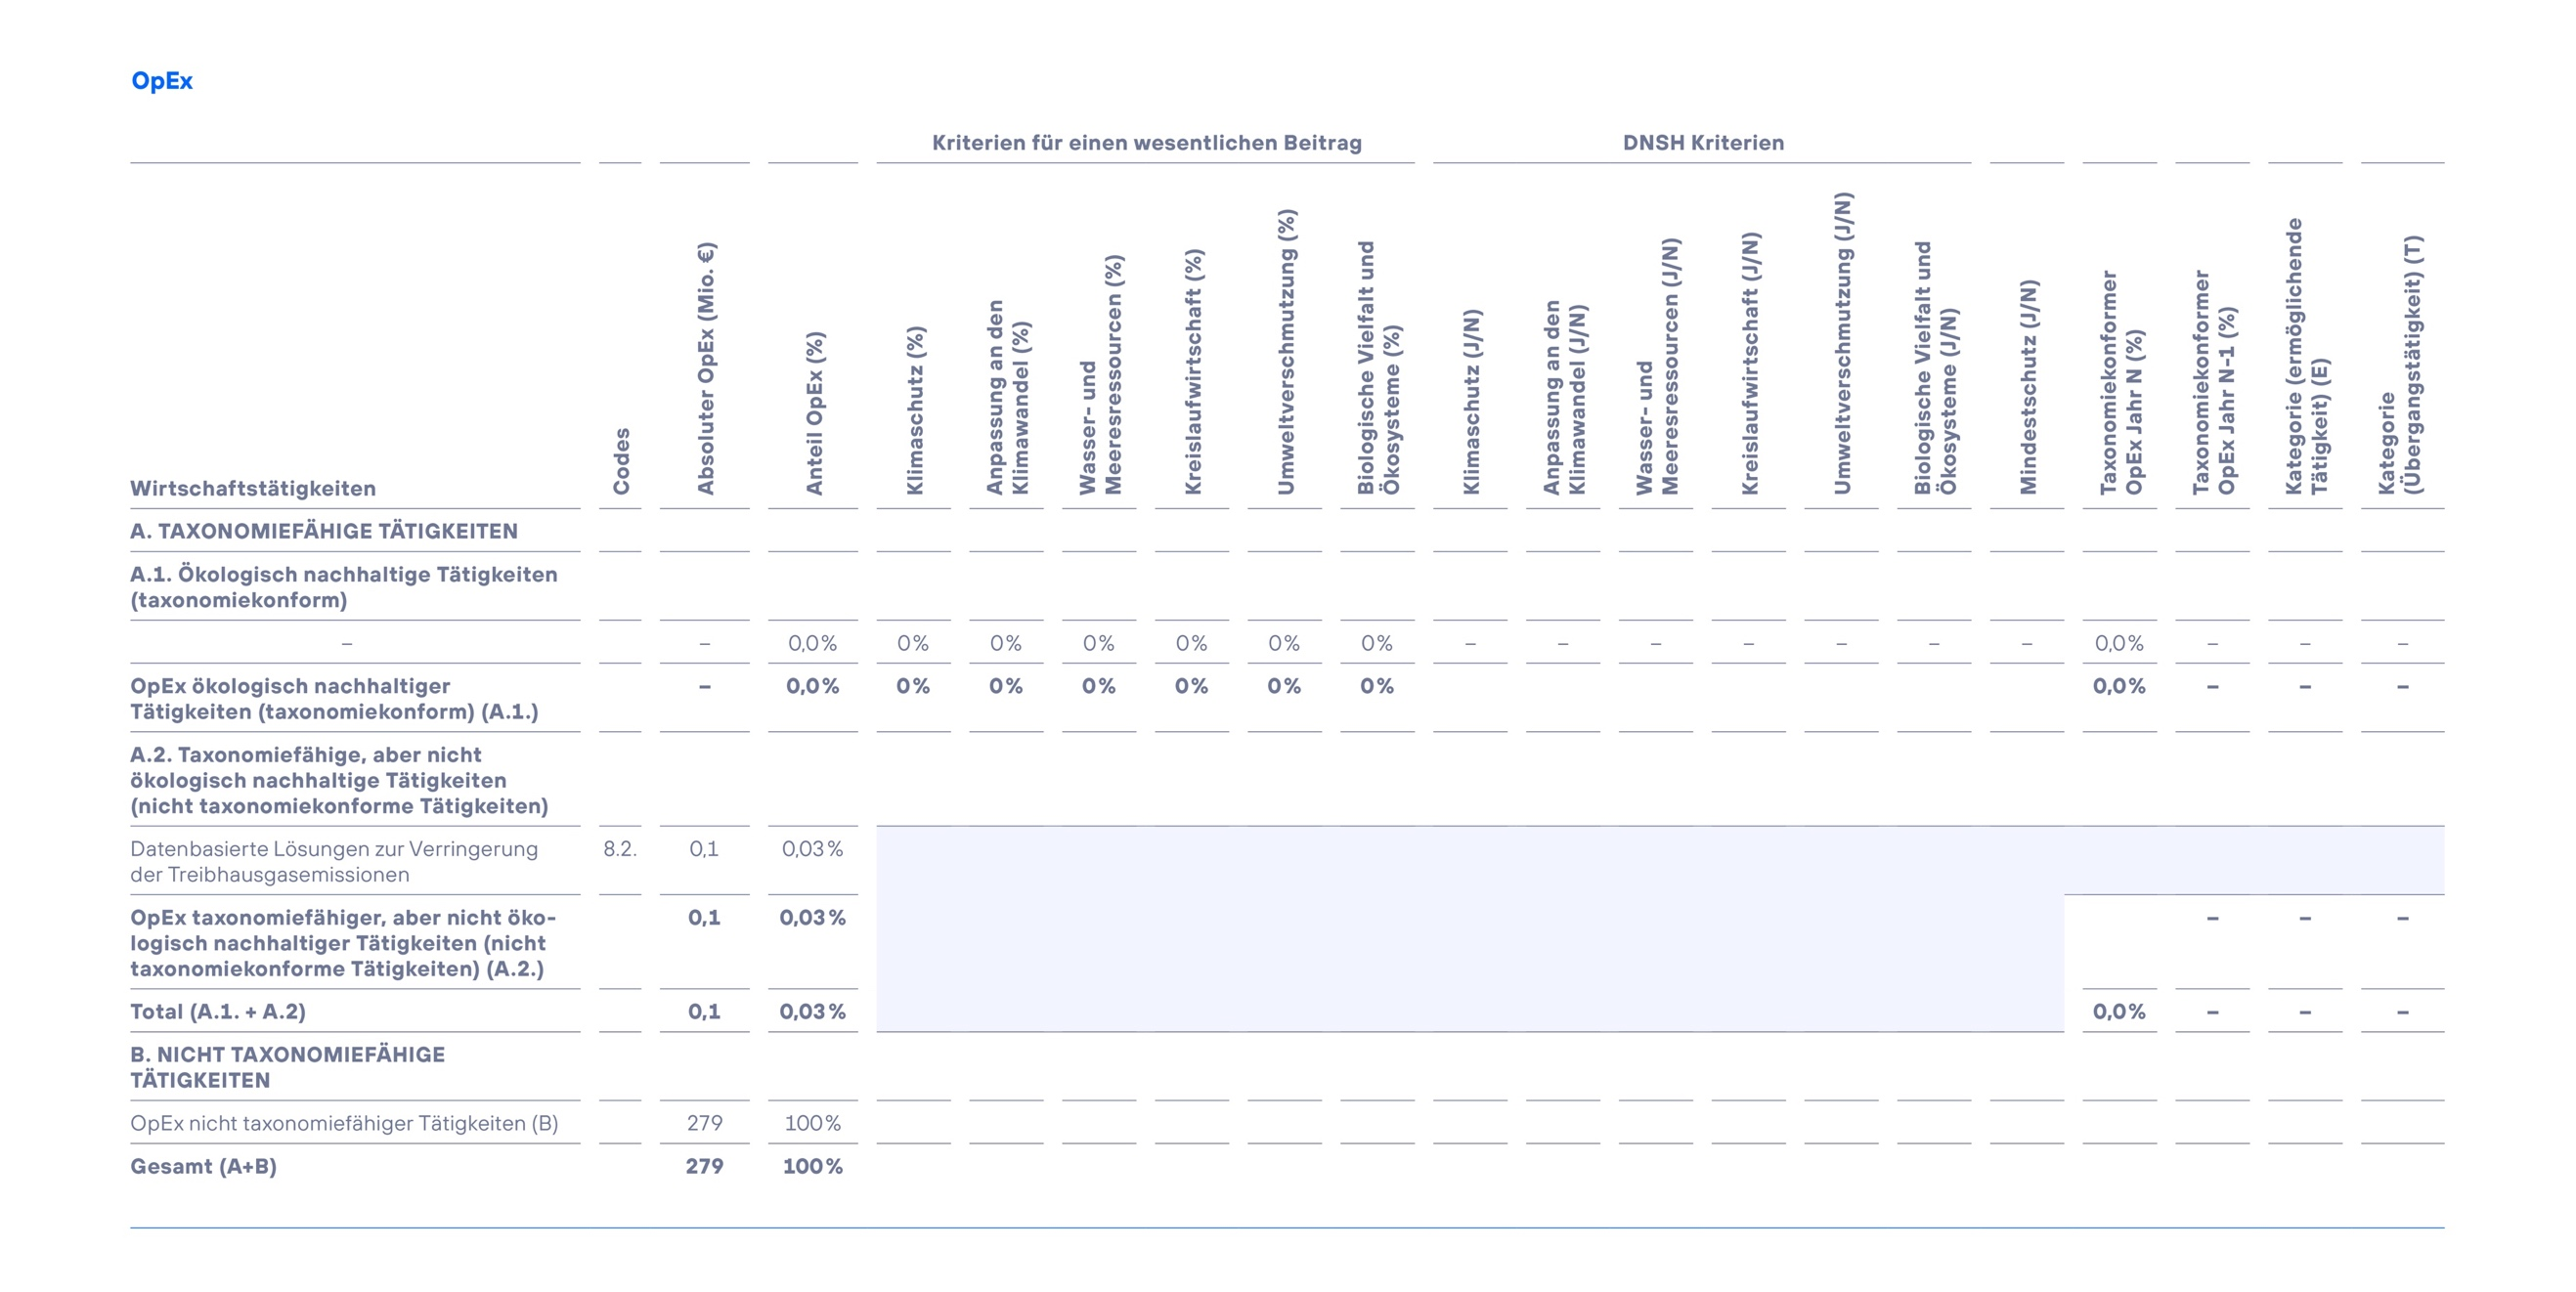 OpEx
Kriterien für einen wesentlichen Beitrag
DNSH Kriterien
Wirtschaftstätigkeiten
Codes
Absoluter OpEx (Mio. €)
Anteil OpEx (%)
Klimaschutz (%)
Anpassung an den
Klimawandel (%)
Wasser- und
Meeresressourcen (%)
Kreislaufwirtschaft (%)
Umweltverschmutzung (%)
Biologische Vielfalt und
Ökosysteme (%)
Klimaschutz (J/N)
Anpassung an den
Klimawandel (J/N)
Wasser- und
Meeresressourcen (J/N)
Kreislaufwirtschaft (J/N)
Umweltverschmutzung (J/N)
Biologische Vielfalt und
Ökosysteme (J/N)
Mindestschutz (J/N)
Taxonomiekonformer
OpEx Jahr N (%)
Taxonomiekonformer
OpEx Jahr N-1 (%)
Kategorie (ermöglichende
Tätigkeit) (E)
Kategorie
(Übergangstätigkeit) (T)
A. TAXONOMIEFÄHIGE TÄTIGKEITEN
A.1. Ökologisch nachhaltige Tätigkeiten
(taxonomiekonform)
– – 0,0% 0% 0% 0% 0% 0% 0% – – – – – – – 0,0% – – –
OpEx ökologisch nachhaltiger – 0,0% 0% 0% 0% 0% 0% 0% 0,0% – – –
Tätigkeiten (taxonomiekonform) (A.1.)
A.2. Taxonomiefähige, aber nicht
ökologisch nachhaltige Tätigkeiten
(nicht taxonomiekonforme Tätigkeiten)
Datenbasierte Lösungen zur Verringerung 8.2. 0,1 0,03%
der Treibhausgasemissionen
OpEx taxonomiefähiger, aber nicht öko- 0,1 0,03% – – –
logisch nachhaltiger Tätigkeiten (nicht
taxonomiekonforme Tätigkeiten) (A.2.)
Total (A.1. + A.2) 0,1 0,03% 0,0% – – –
B. NICHT TAXONOMIEFÄHIGE
TÄTIGKEITEN
OpEx nicht taxonomiefähiger Tätigkeiten (B) 279 100%
Gesamt (A+B) 279 100%